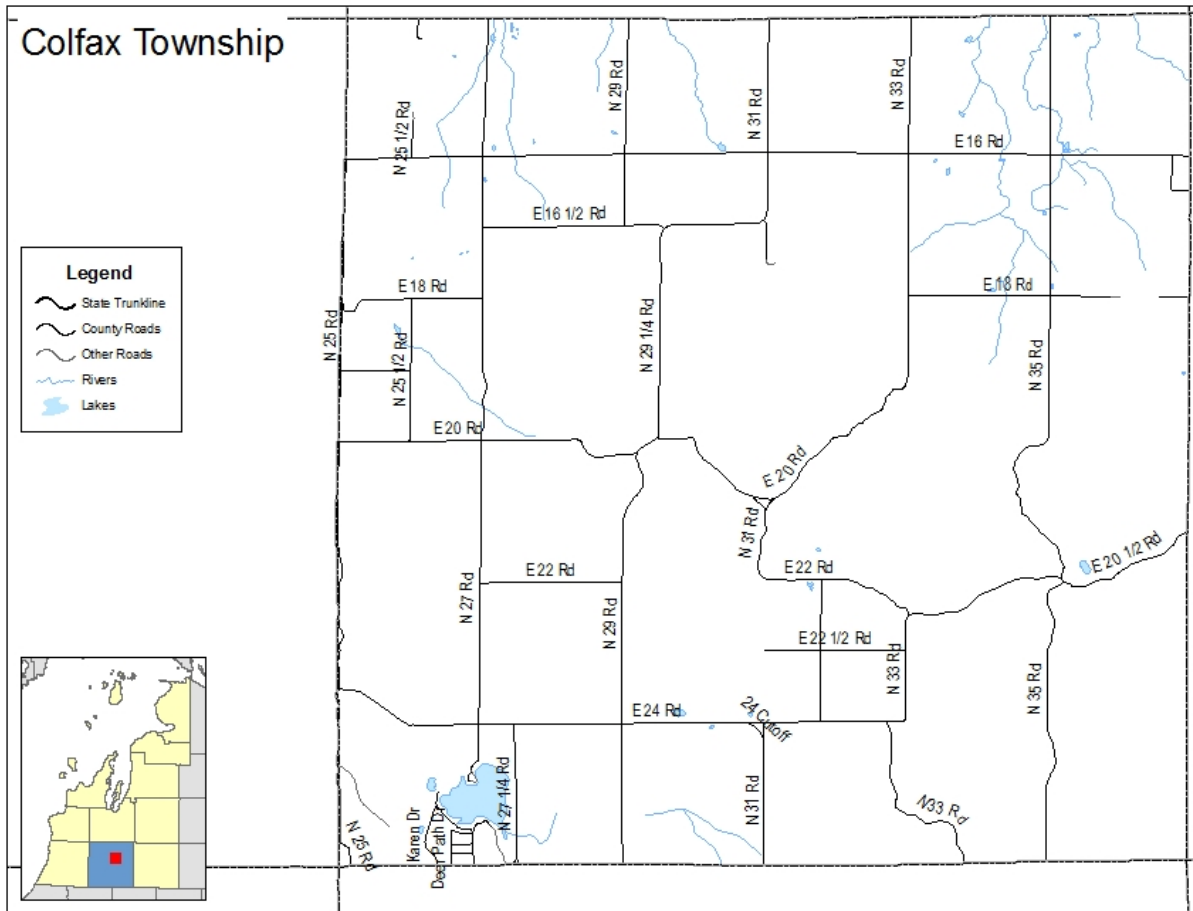 Colfax Township
N 29 Rd
N 31 Rd
N 33 Rd
N 25 1/2 Rd
E 16 Rd
E 16 1/2 Rd
Legend
State Trunkline
County Roads
Other Roads
Rivers
Lakes
E 18 Rd
E 18 Rd
N 25 Rd
N 25 1/2 Rd
N 29 1/4 Rd
N 35 Rd
E 20 Rd
E 20 Rd
N 31 Rd
E 20 1/2 Rd
E 22 Rd
E 22 Rd
N 27 Rd
N 29 Rd
E 22 1/2 Rd
N 33 Rd
N 35 Rd
E 24 Rd
24 Cutoff
N 27 1/4 Rd
N 31 Rd
N33 Rd
N 25 Rd
Karen Dr
Deer Path Dr